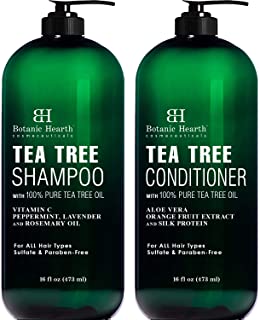 BH
Botanic Hearth
cosmeceuticals
TEA TREE
SHAMPOO
WITH 100% PURE TEA TREE OIL
VITAMIN C
PEPPERMINT, LAVENDER
AND ROSEMARY OIL
For ALL Hair Types
Sulfate & Paraben-Free
16 fl oz (473 ml)
BH
Botanic Hearth
cosmeceuticals
TEA TREE
CONDITIONER
WITH 100% PURE TEA TREE OIL
ALOE VERA
ORANGE FRUIT EXTRACT
AND SILK PROTEIN
For ALL Hair Types
Sulfate & Paraben-Free
16 fl oz (473 ml)